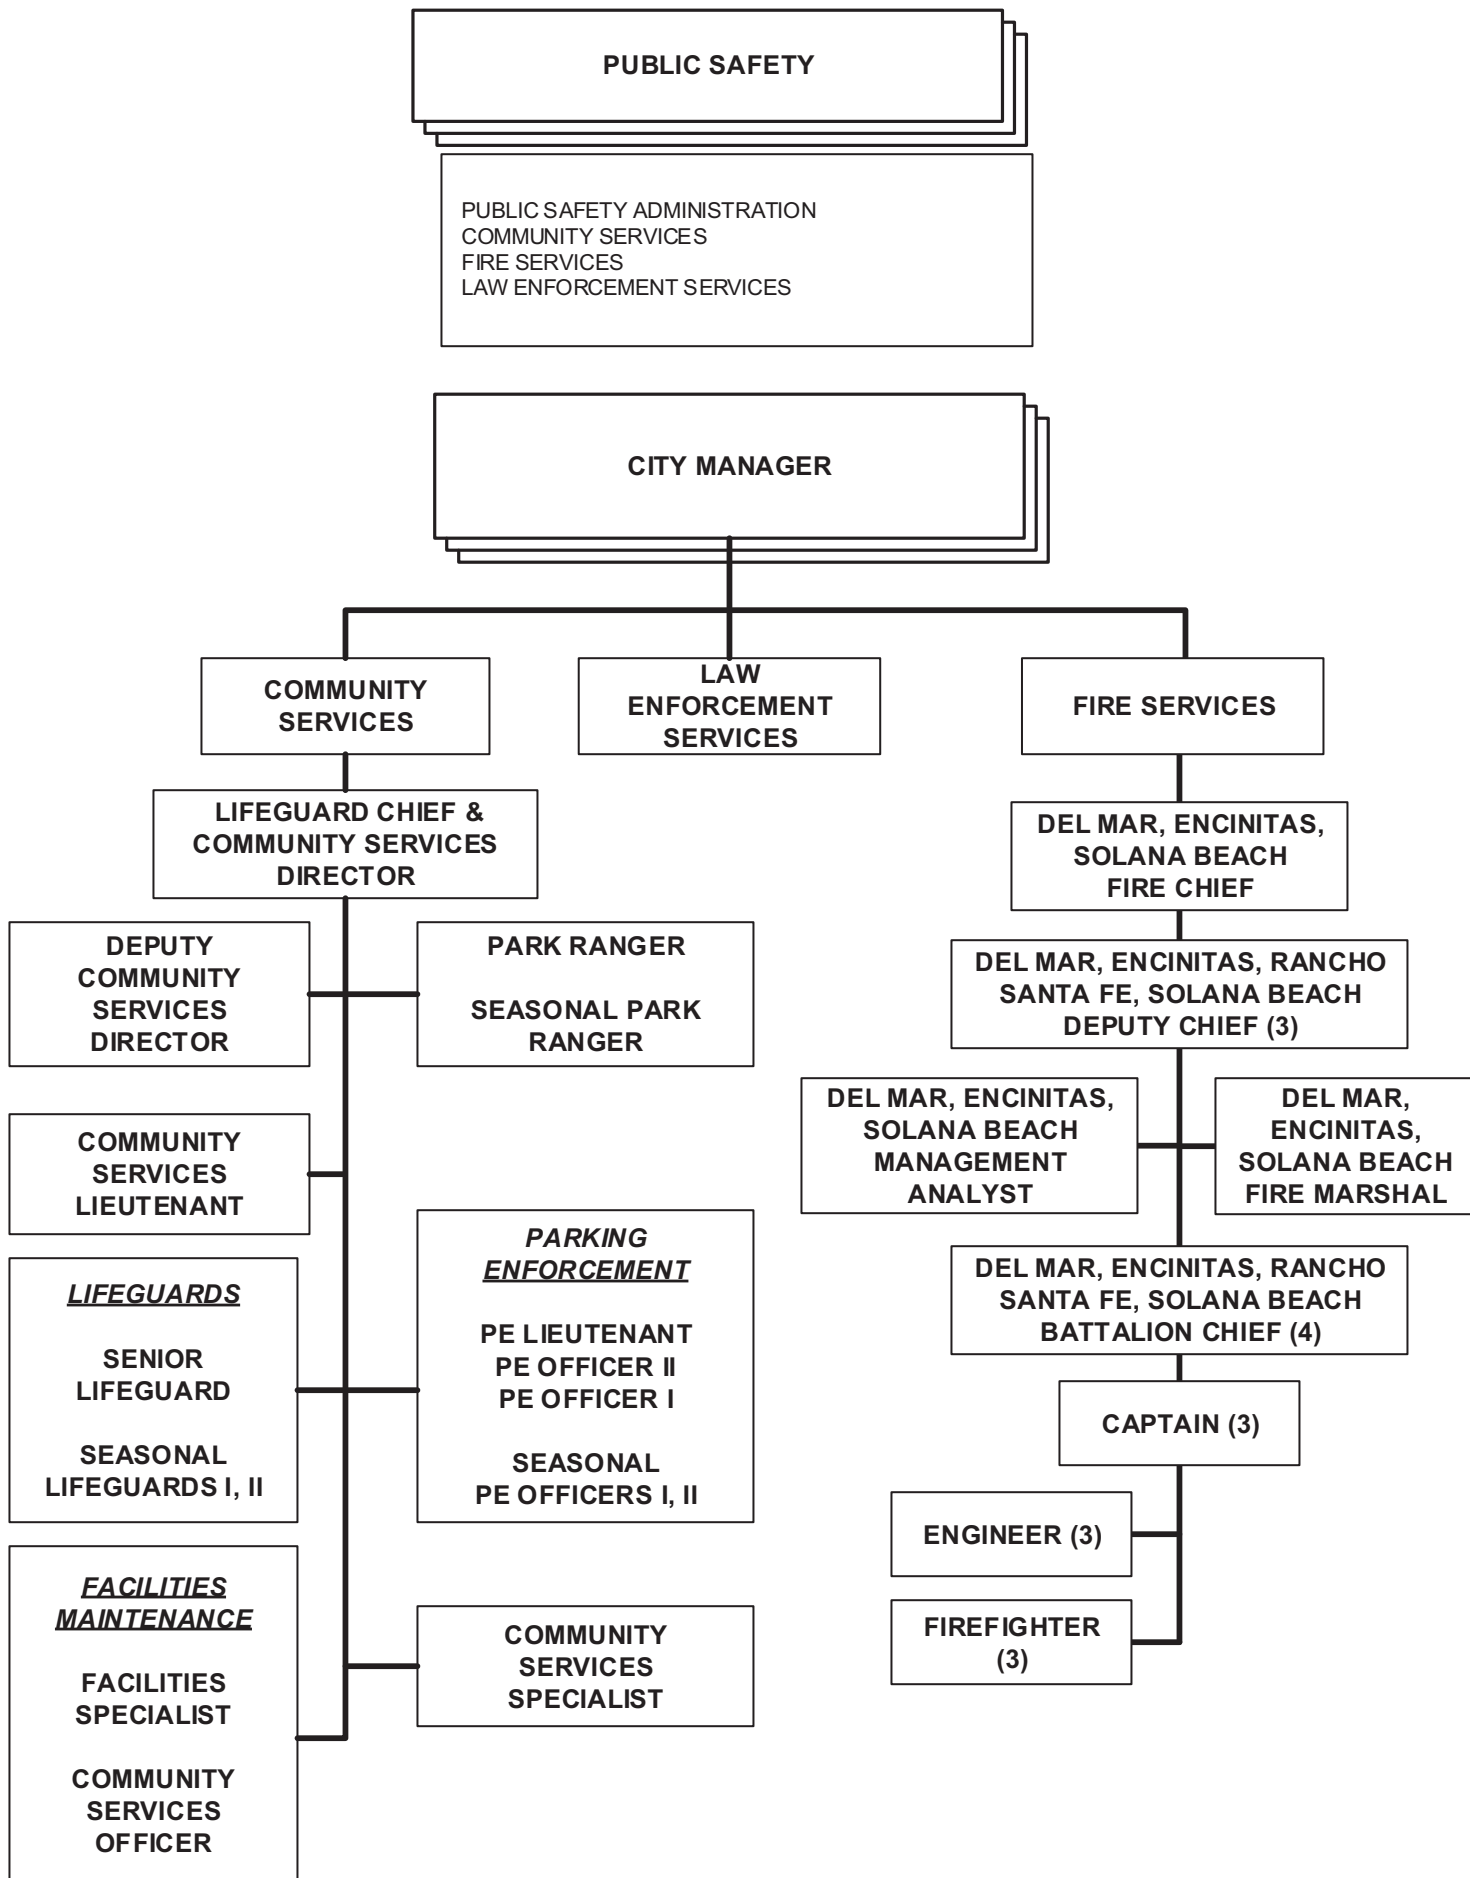 PUBLIC SAFETY
PUBLIC SAFETY ADMINISTRATION
COMMUNITY SERVICES
FIRE SERVICES
LAW ENFORCEMENT SERVICES
CITY MANAGER
COMMUNITY
SERVICES
LAW
ENFORCEMENT
SERVICES
FIRE SERVICES
LIFEGUARD CHIEF &
COMMUNITY SERVICES
DIRECTOR
DEPUTY
COMMUNITY
SERVICES
DIRECTOR
PARK RANGER
SEASONAL PARK
RANGER
COMMUNITY
SERVICES
LIEUTENANT
LIFEGUARDS
SENIOR
LIFEGUARD
SEASONAL
LIFEGUARDS I, II
PARKING
ENFORCEMENT
PE LIEUTENANT
PE OFFICER II
PE OFFICER I
SEASONAL
PE OFFICERS I, II
FACILITIES
MAINTENANCE
FACILITIES
SPECIALIST
COMMUNITY
SERVICES
OFFICER
COMMUNITY
SERVICES
SPECIALIST
DEL MAR, ENCINITAS,
SOLANA BEACH
FIRE CHIEF
DEL MAR, ENCINITAS, RANCHO
SANTA FE, SOLANA BEACH
DEPUTY CHIEF (3)
DEL MAR, ENCINITAS,
SOLANA BEACH
MANAGEMENT
ANALYST
DEL MAR,
ENCINITAS,
SOLANA BEACH
FIRE MARSHAL
DEL MAR, ENCINITAS, RANCHO
SANTA FE, SOLANA BEACH
BATTALION CHIEF (4)
CAPTAIN (3)
ENGINEER (3)
FIREFIGHTER
(3)